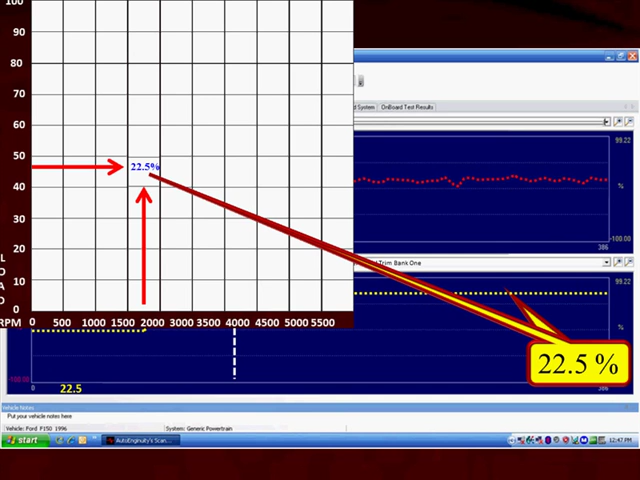 100
90
80
70
60
50
40
30
20
10
0
L
O
A
D
22.5%
RPM 0 500 1000 1500 2000 3000 3500 4000 4500 5000 5500
d System OnBoard Test Results
99.22
%
-100.00
386
d Trim Bank One
99.22
%
22.5 %
-100.00
22.5
386
Vehicle Notes
Put your vehicle notes here
Vehicle: Ford F150 1996 System: Generic Powertrain
start
AutoEnginuity's Scan...
12:47 PM